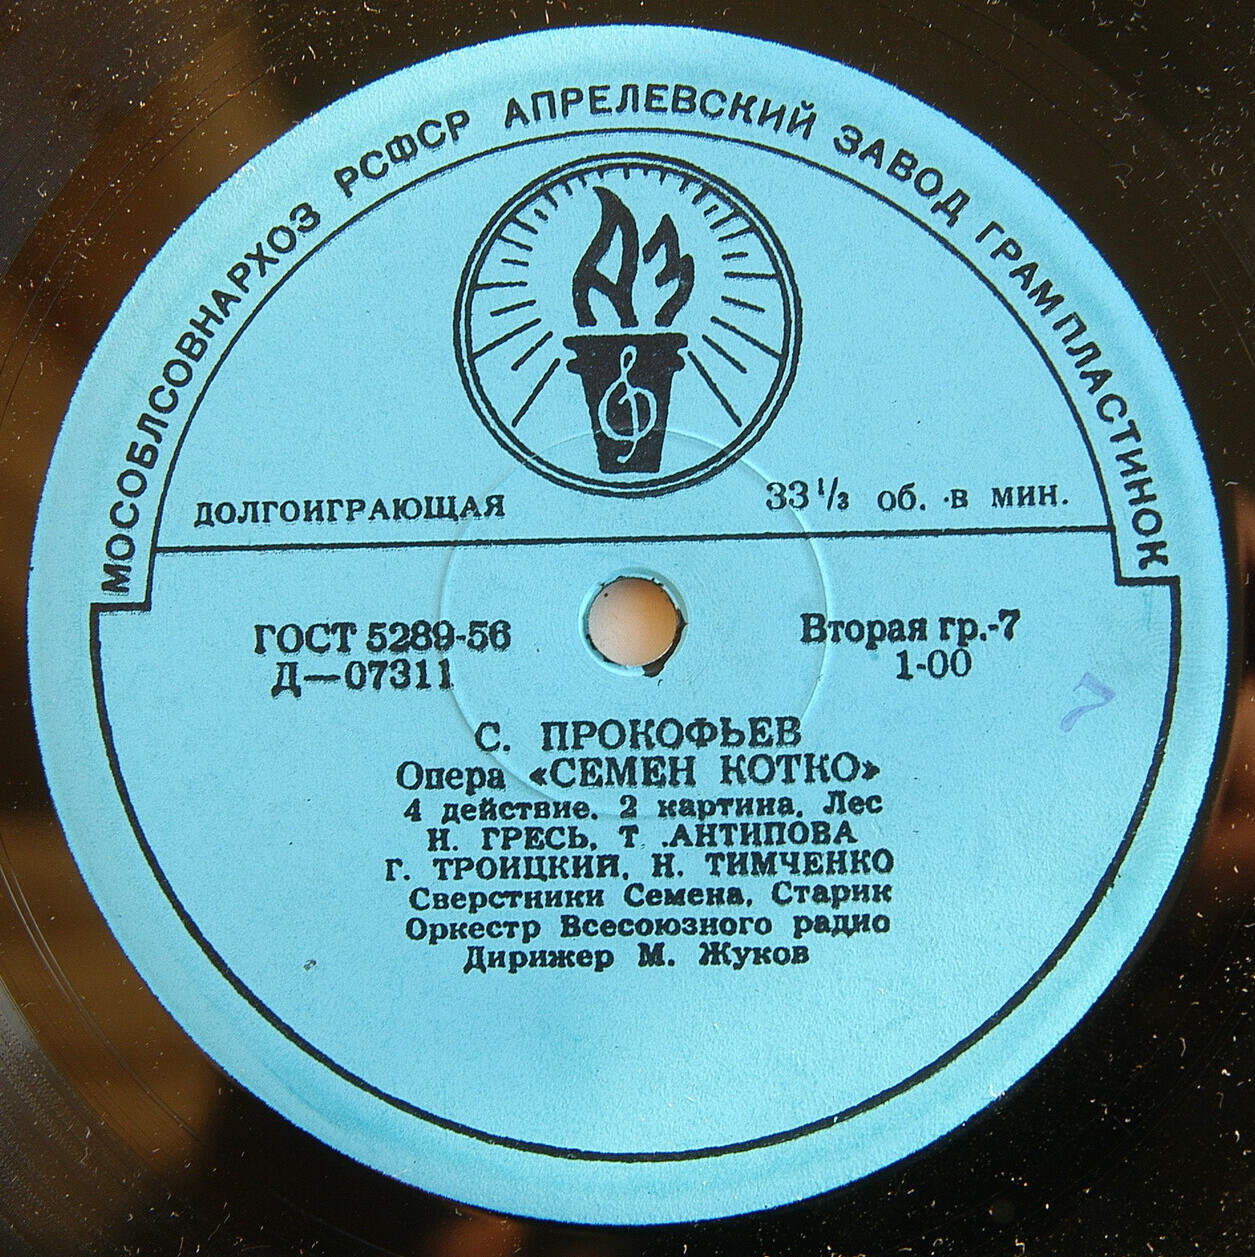 МОСОБЛСОВНАРХОЗ РСФСР АПРЕЛЕВСКИЙ ЗАВОД ГРАМПЛАСТИНОК
АЗ
ДОЛГОИГРАЮЩАЯ 33 1/3 об. в мин.
ГОСТ 5289-56 Вторая гр.-7
Д—07311 1-00
7
С. ПРОКОФЬЕВ
Опера «СЕМЕН КОТКО»
4 действие. 2 картина. Лес
Н. ГРЕСЬ, Т. АНТИПОВА
Г. ТРОИЦКИЙ, Н. ТИМЧЕНКО
Сверстники Семена, Старик
Оркестр Всесоюзного радио
Дирижер М. Жуков